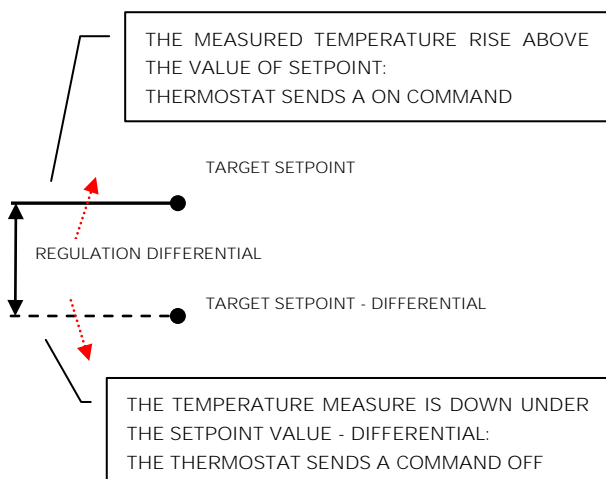 THE MEASURED TEMPERATURE RISE ABOVE
THE VALUE OF SETPOINT:
THERMOSTAT SENDS A ON COMMAND
TARGET SETPOINT
REGULATION DIFFERENTIAL
TARGET SETPOINT - DIFFERENTIAL
THE TEMPERATURE MEASURE IS DOWN UNDER
THE SETPOINT VALUE - DIFFERENTIAL:
THE THERMOSTAT SENDS A COMMAND OFF